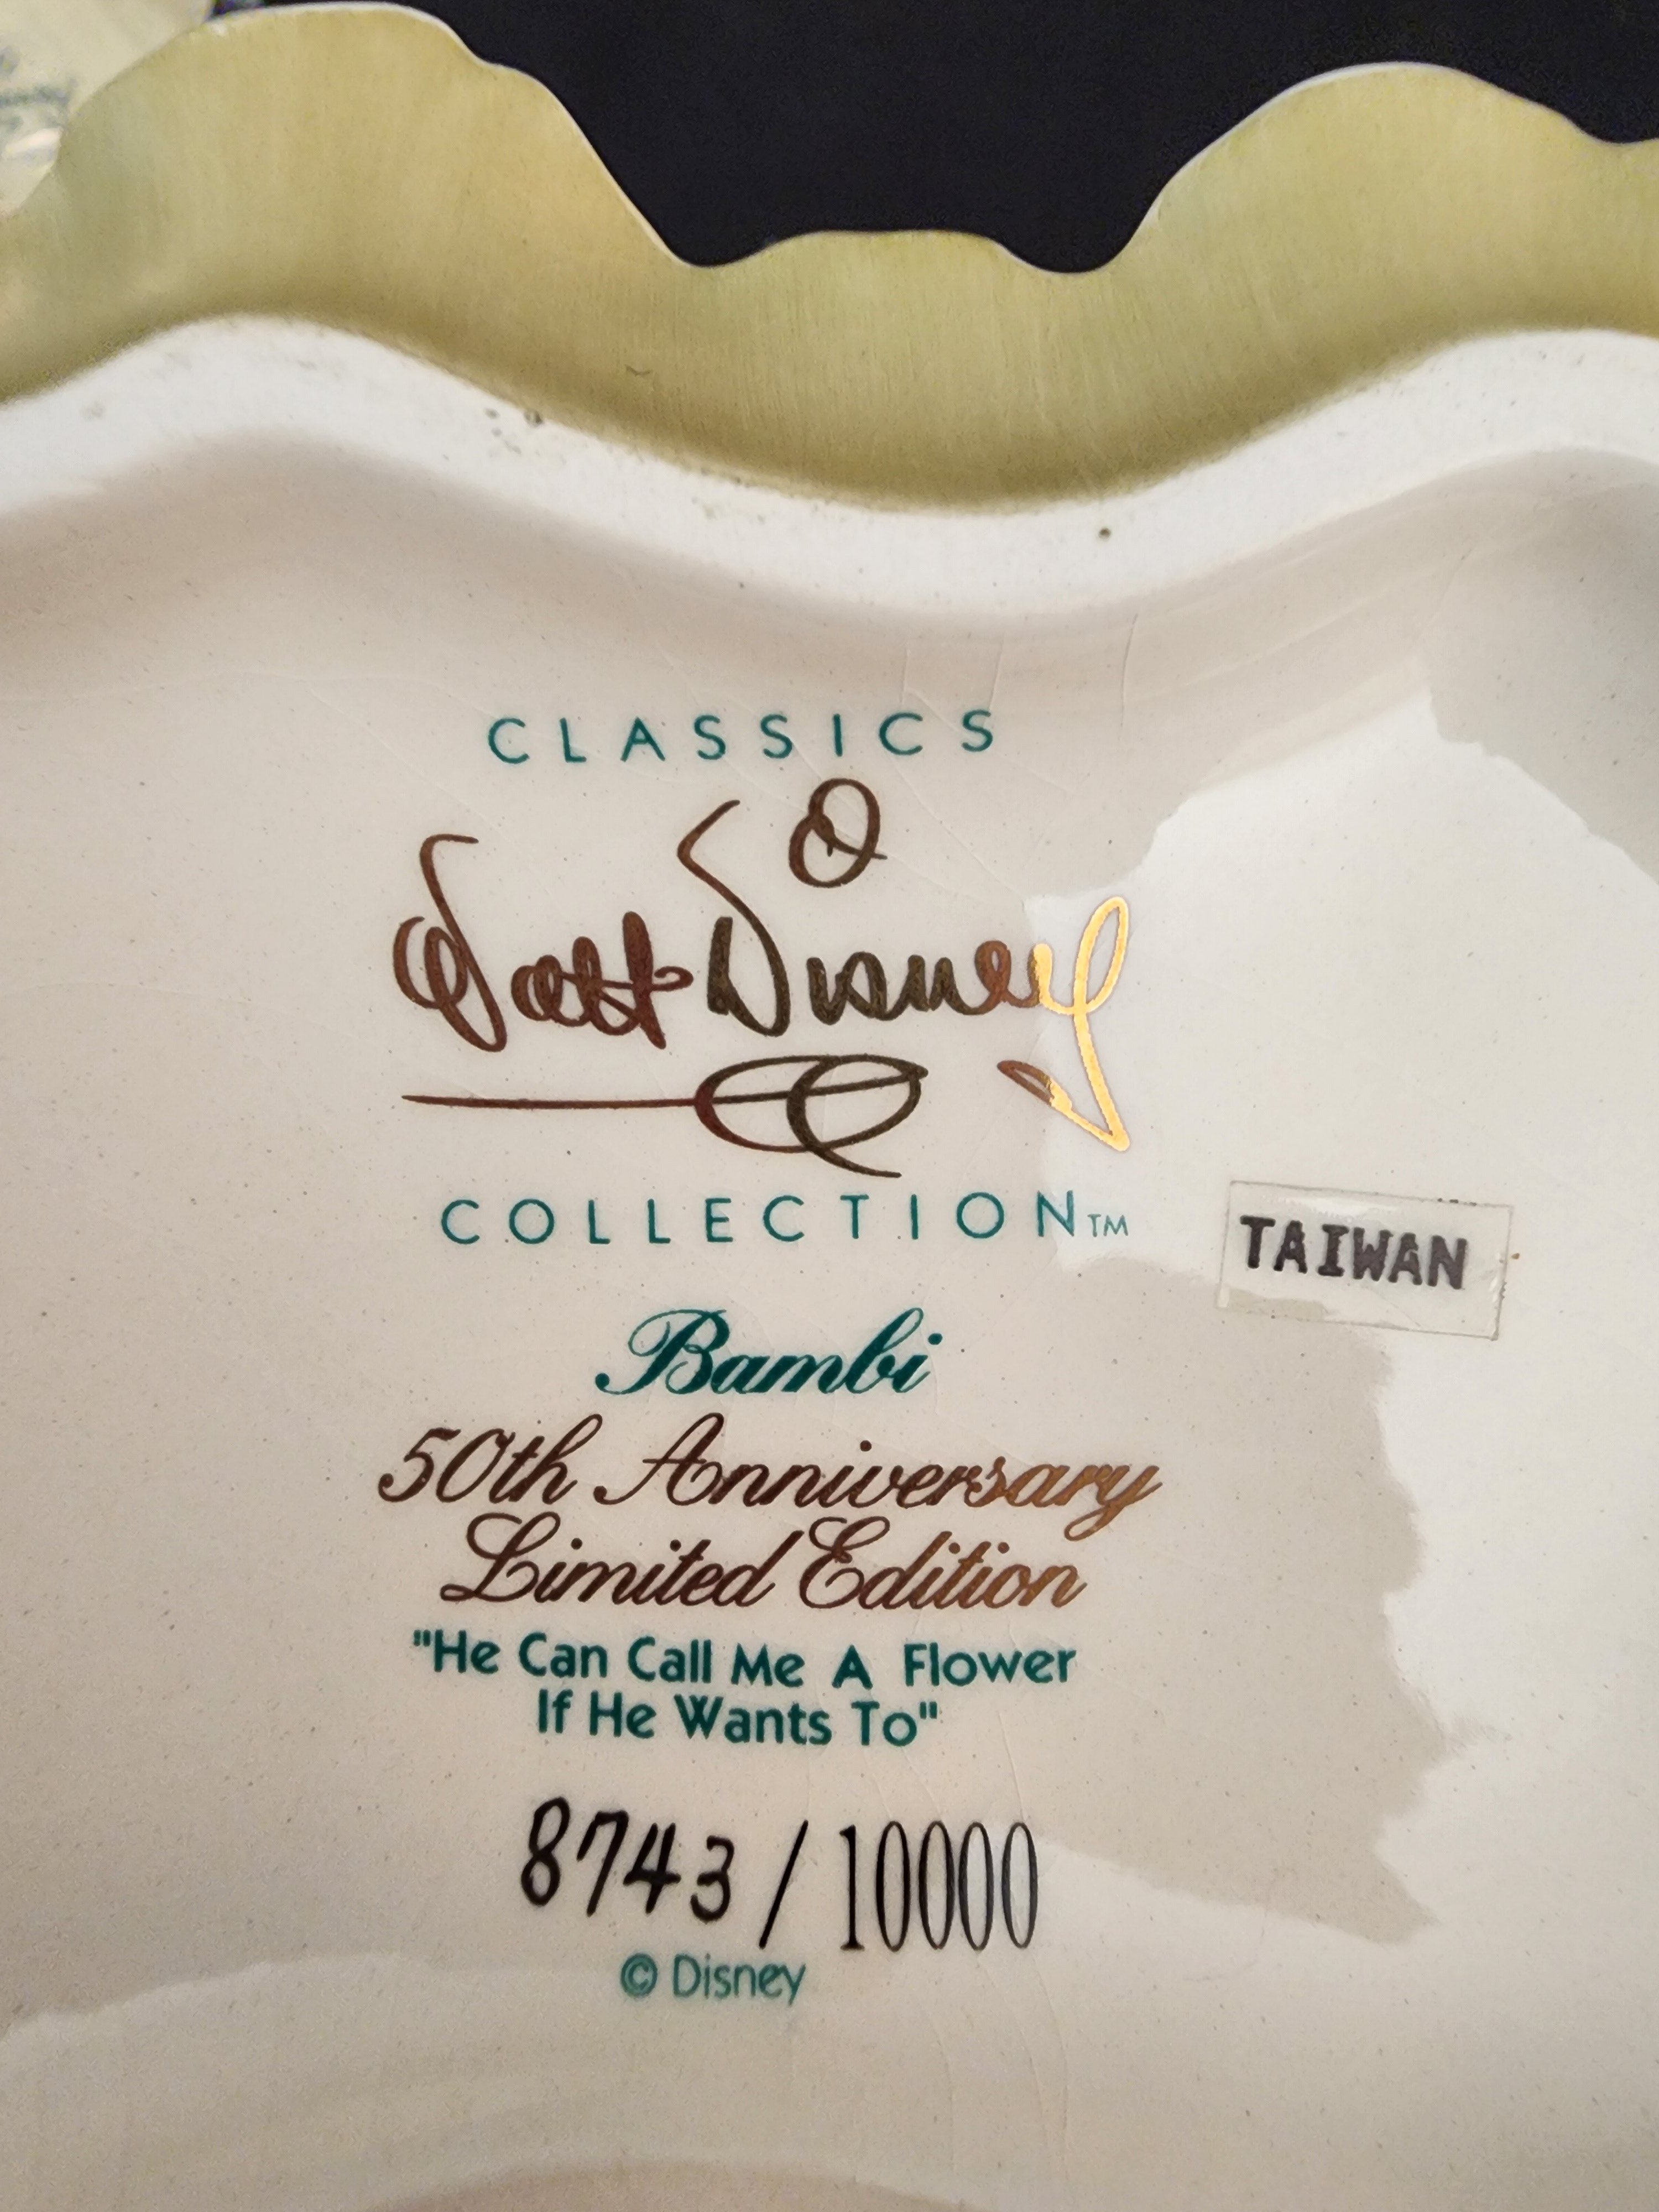 CLASSICS
Walt Disney
COLLECTION™
TAIWAN
Bambi
50th Anniversary
Limited Edition
"He Can Call Me A Flower
If He Wants To"
8743/10000
© Disney